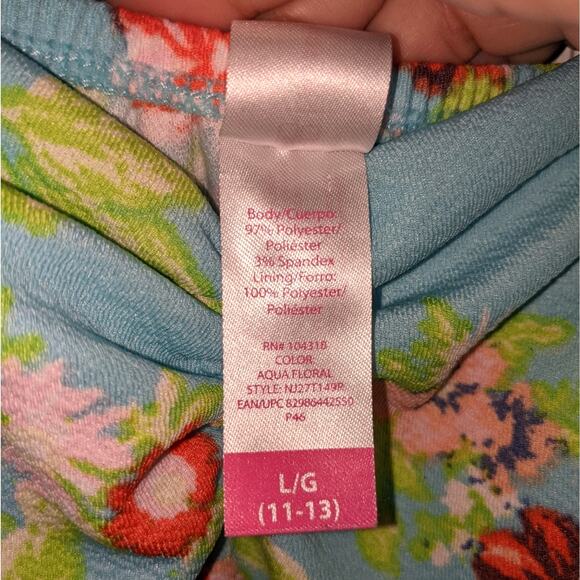 Body/Cuerpo:
97% Polyester/
Poliéster
3% Spandex
Lining/Forro:
100% Polyester/
Poliéster
RN# 104318
COLOR:
AQUA FLORAL
STYLE: NJ27T149P
EAN/UPC 82986442550
P46
L/G
(11-13)